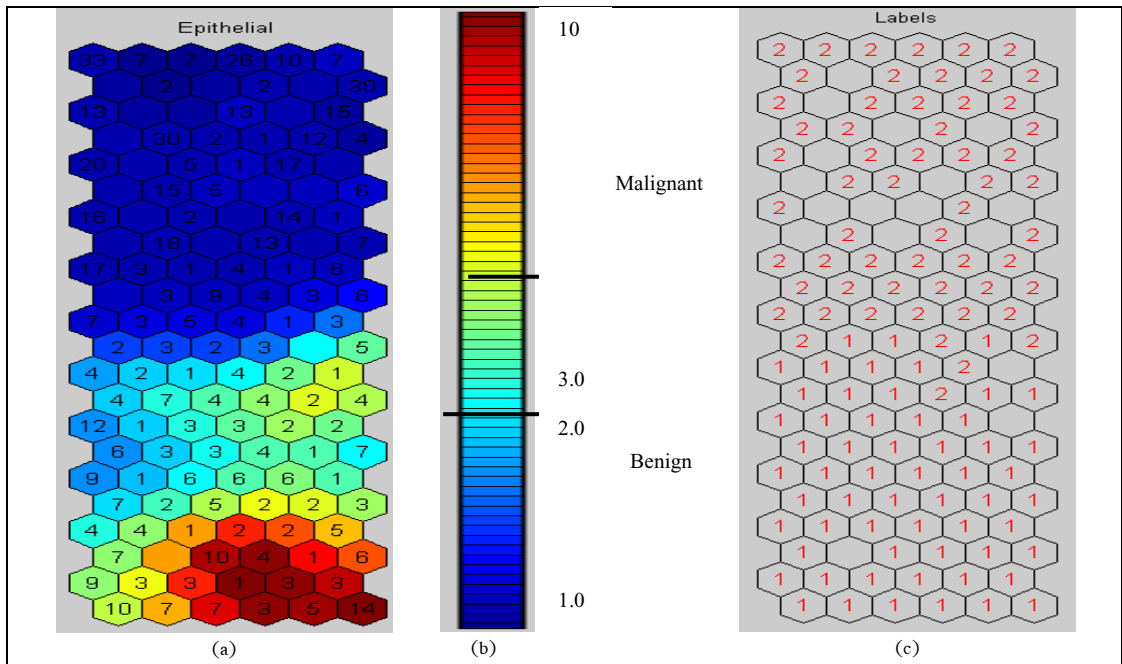 Epithelial
33 7 7 28 10 7
2 2 30
13 13 15
30 2 1 12 4
20 5 1 17
15 5 6
16 2 14 1
18 13 7
17 3 1 4 1 6
3 9 4 3 6
7 3 5 4 1 3
2 3 2 3 5
4 2 1 4 2 1
4 7 4 4 2 4
12 1 3 3 2 2
6 3 3 4 1 7
9 1 6 6 6 1
7 2 5 2 2 3
4 4 1 2 2 5
7 10 4 1 6
9 3 3 1 3 3
10 7 7 3 5 14
(a)
10
Malignant
3.0
2.0
Benign
1.0
(b)
Labels
2 2 2 2 2 2
2 2 2 2 2
2 2 2 2 2
2 2 2 2
2 2 2 2 2
2 2 2 2
2 2
2 2 2
2 2 2 2 2 2
2 2 2 2 2 2
2 2 2 2 2 2
2 1 1 2 1 2
1 1 1 1 2
1 1 1 2 1 1
1 1 1 1 1
1 1 1 1 1 1
1 1 1 1 1 1
1 1 1 1 1 1
1 1 1 1 1 1
1 1 1 1 1
1 1 1 1 1 1
1 1 1 1 1 1
(c)